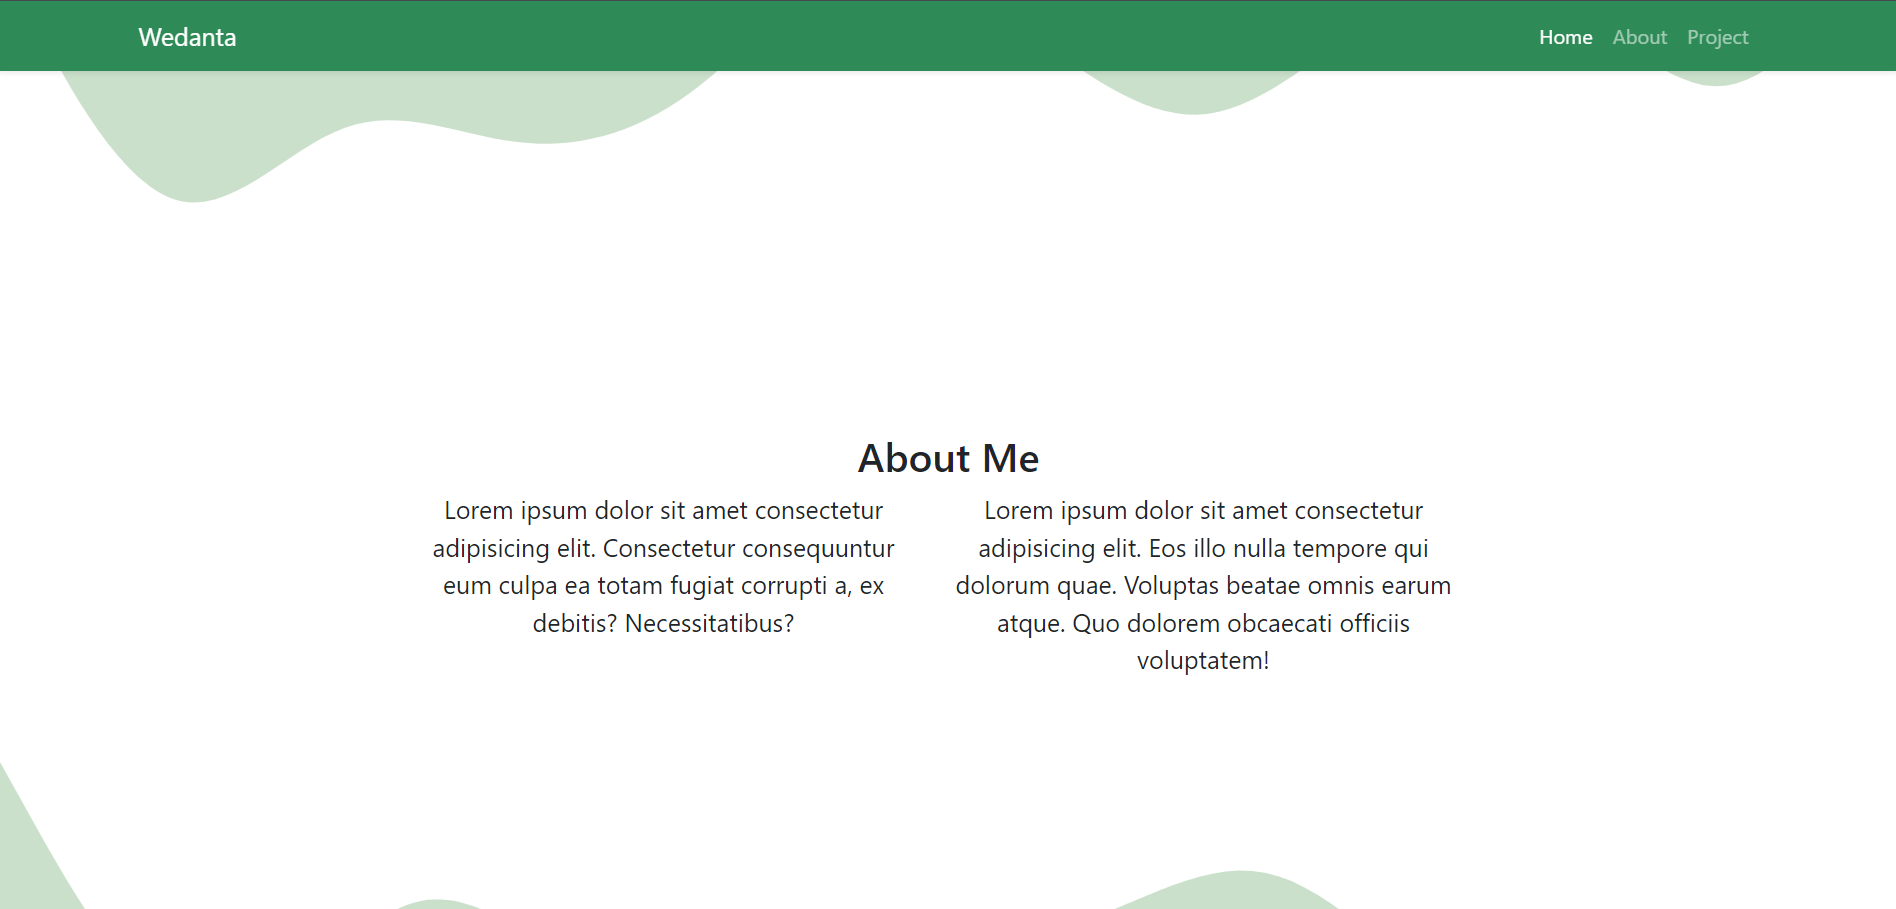 Wedanta
Home About Project
About Me
Lorem ipsum dolor sit amet consectetur
adipisicing elit. Consectetur consequuntur
eum culpa ea totam fugiat corrupti a, ex
debitis? Necessitatibus?
Lorem ipsum dolor sit amet consectetur
adipisicing elit. Eos illo nulla tempore qui
dolorum quae. Voluptas beatae omnis earum
atque. Quo dolorem obcaecati officiis
voluptatem!